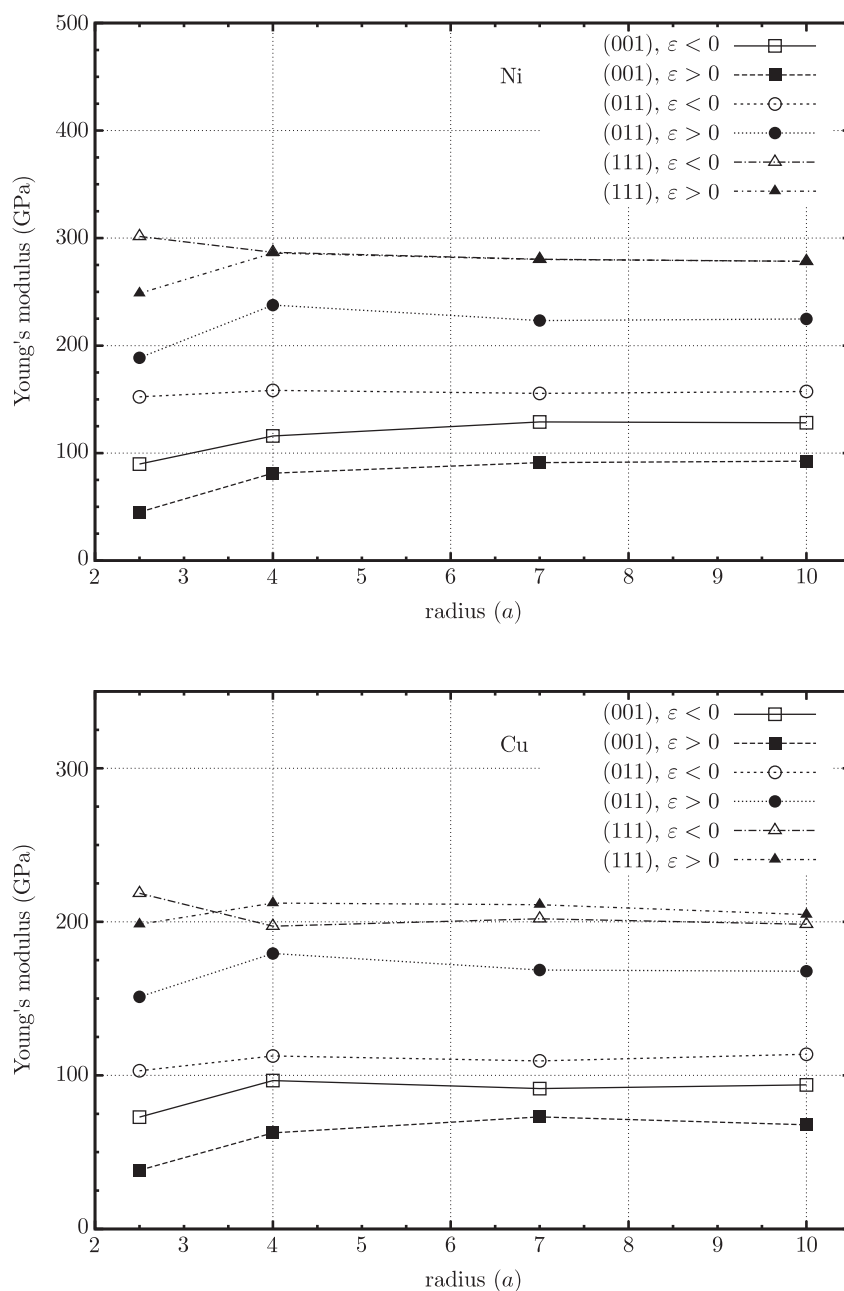 500
400
300
200
100
0
Young's modulus (GPa)
Ni
(001), ε < 0
(001), ε > 0
(011), ε < 0
(011), ε > 0
(111), ε < 0
(111), ε > 0
2 3 4 5 6 7 8 9 10
radius (a)
300
200
100
0
Young's modulus (GPa)
Cu
(001), ε < 0
(001), ε > 0
(011), ε < 0
(011), ε > 0
(111), ε < 0
(111), ε > 0
2 3 4 5 6 7 8 9 10
radius (a)